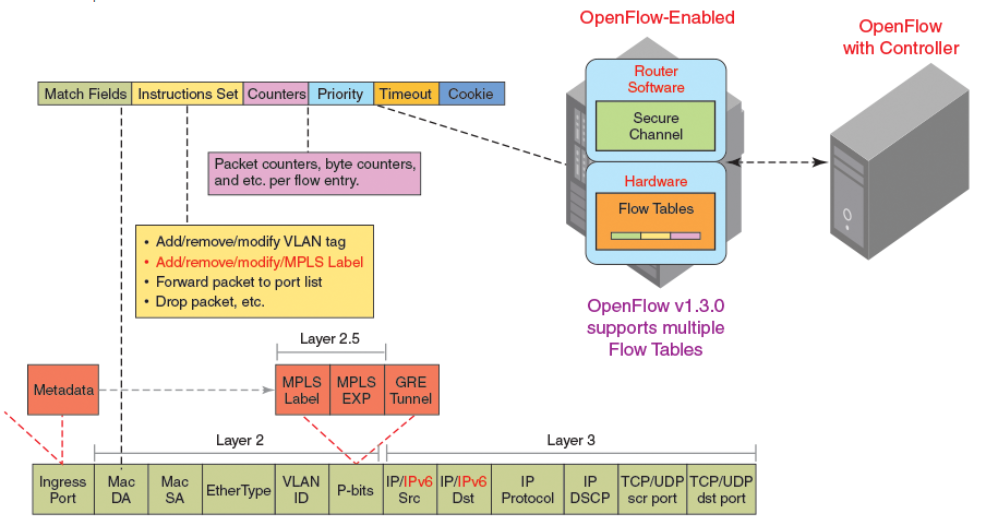 OpenFlow-Enabled
OpenFlow
with Controller
Router
Software
Secure
Channel
Hardware
Flow Tables
OpenFlow v1.3.0
supports multiple
Flow Tables
Match Fields
Instructions Set
Counters
Priority
Timeout
Cookie
Packet counters, byte counters,
and etc. per flow entry.
• Add/remove/modify VLAN tag
• Add/remove/modify/MPLS Label
• Forward packet to port list
• Drop packet, etc.
Layer 2.5
Metadata
MPLS
Label
MPLS
EXP
GRE
Tunnel
Layer 2
Layer 3
Ingress
Port
Mac
DA
Mac
SA
EtherType
VLAN
ID
P-bits
IP/IPv6
Src
IP/IPv6
Dst
IP
Protocol
IP
DSCP
TCP/UDP
scr port
TCP/UDP
dst port